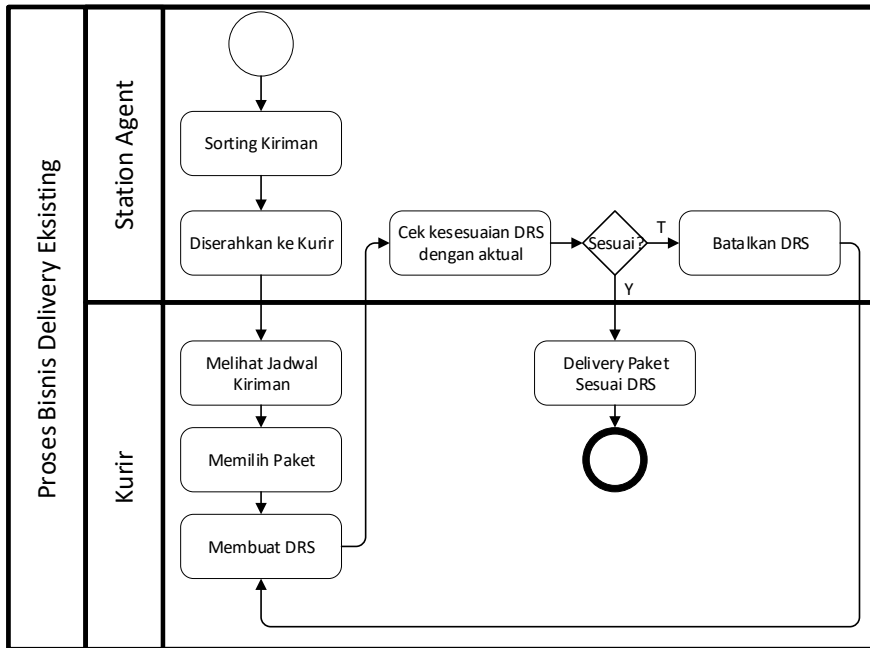 Proses Bisnis Delivery Eksisting
Station Agent
Sorting Kiriman
Diserahkan ke Kurir
Cek kesesuaian DRS
dengan aktual
Sesuai?
T
Batalkan DRS
Y
Kurir
Melihat Jadwal
Kiriman
Memilih Paket
Membuat DRS
Delivery Paket
Sesuai DRS